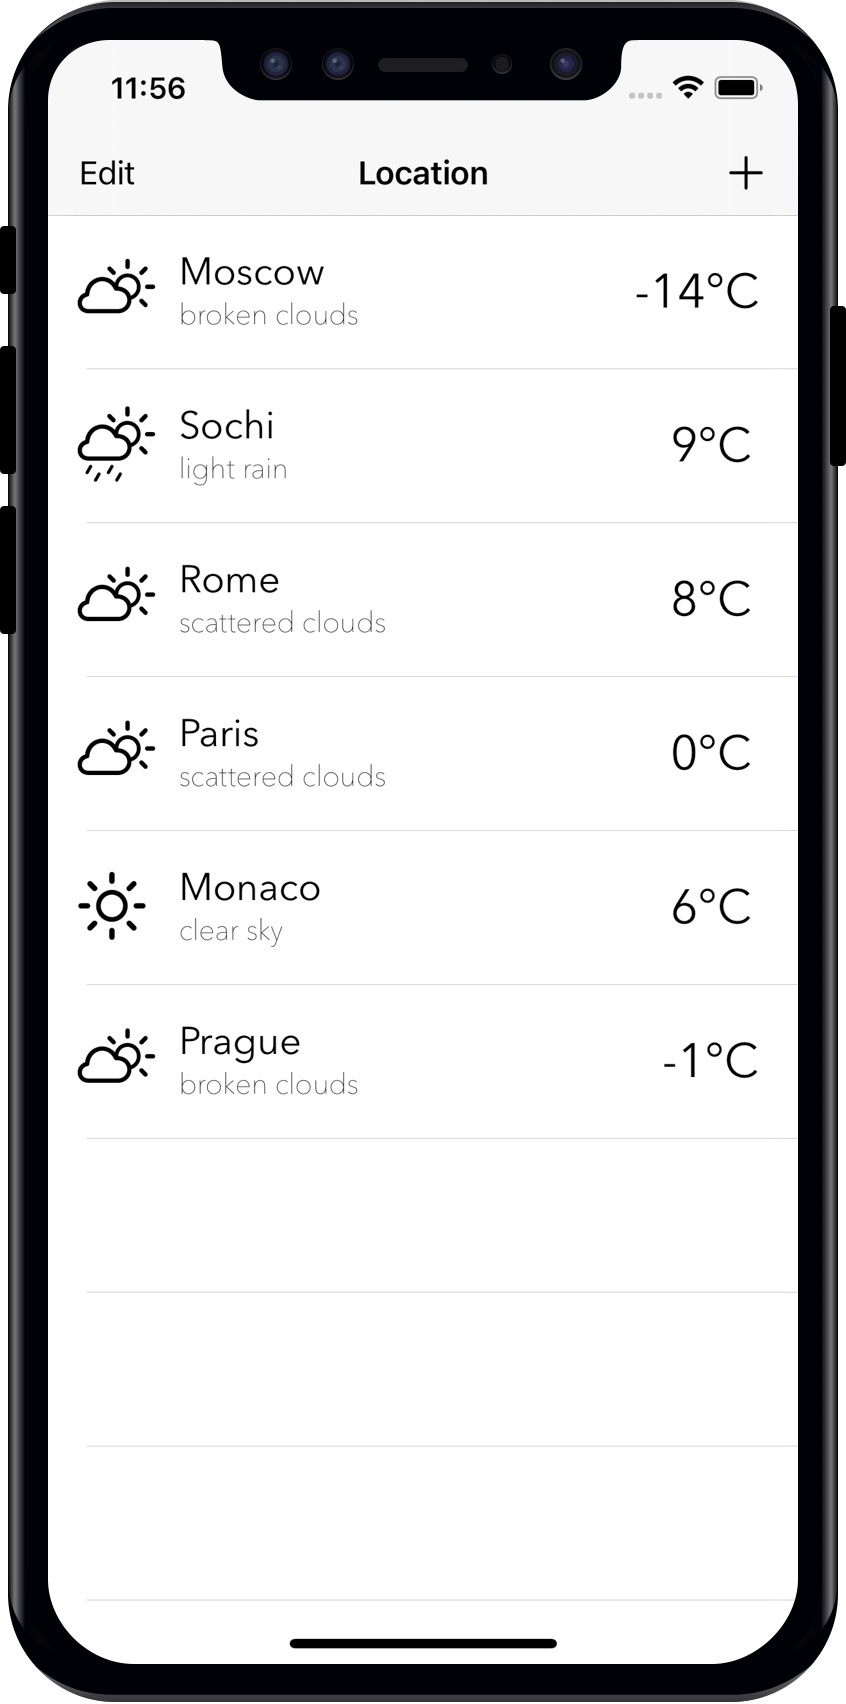 11:56
Edit Location +
Moscow
broken clouds
-14°C
Sochi
light rain
9°C
Rome
scattered clouds
8°C
Paris
scattered clouds
0°C
Monaco
clear sky
6°C
Prague
broken clouds
-1°C